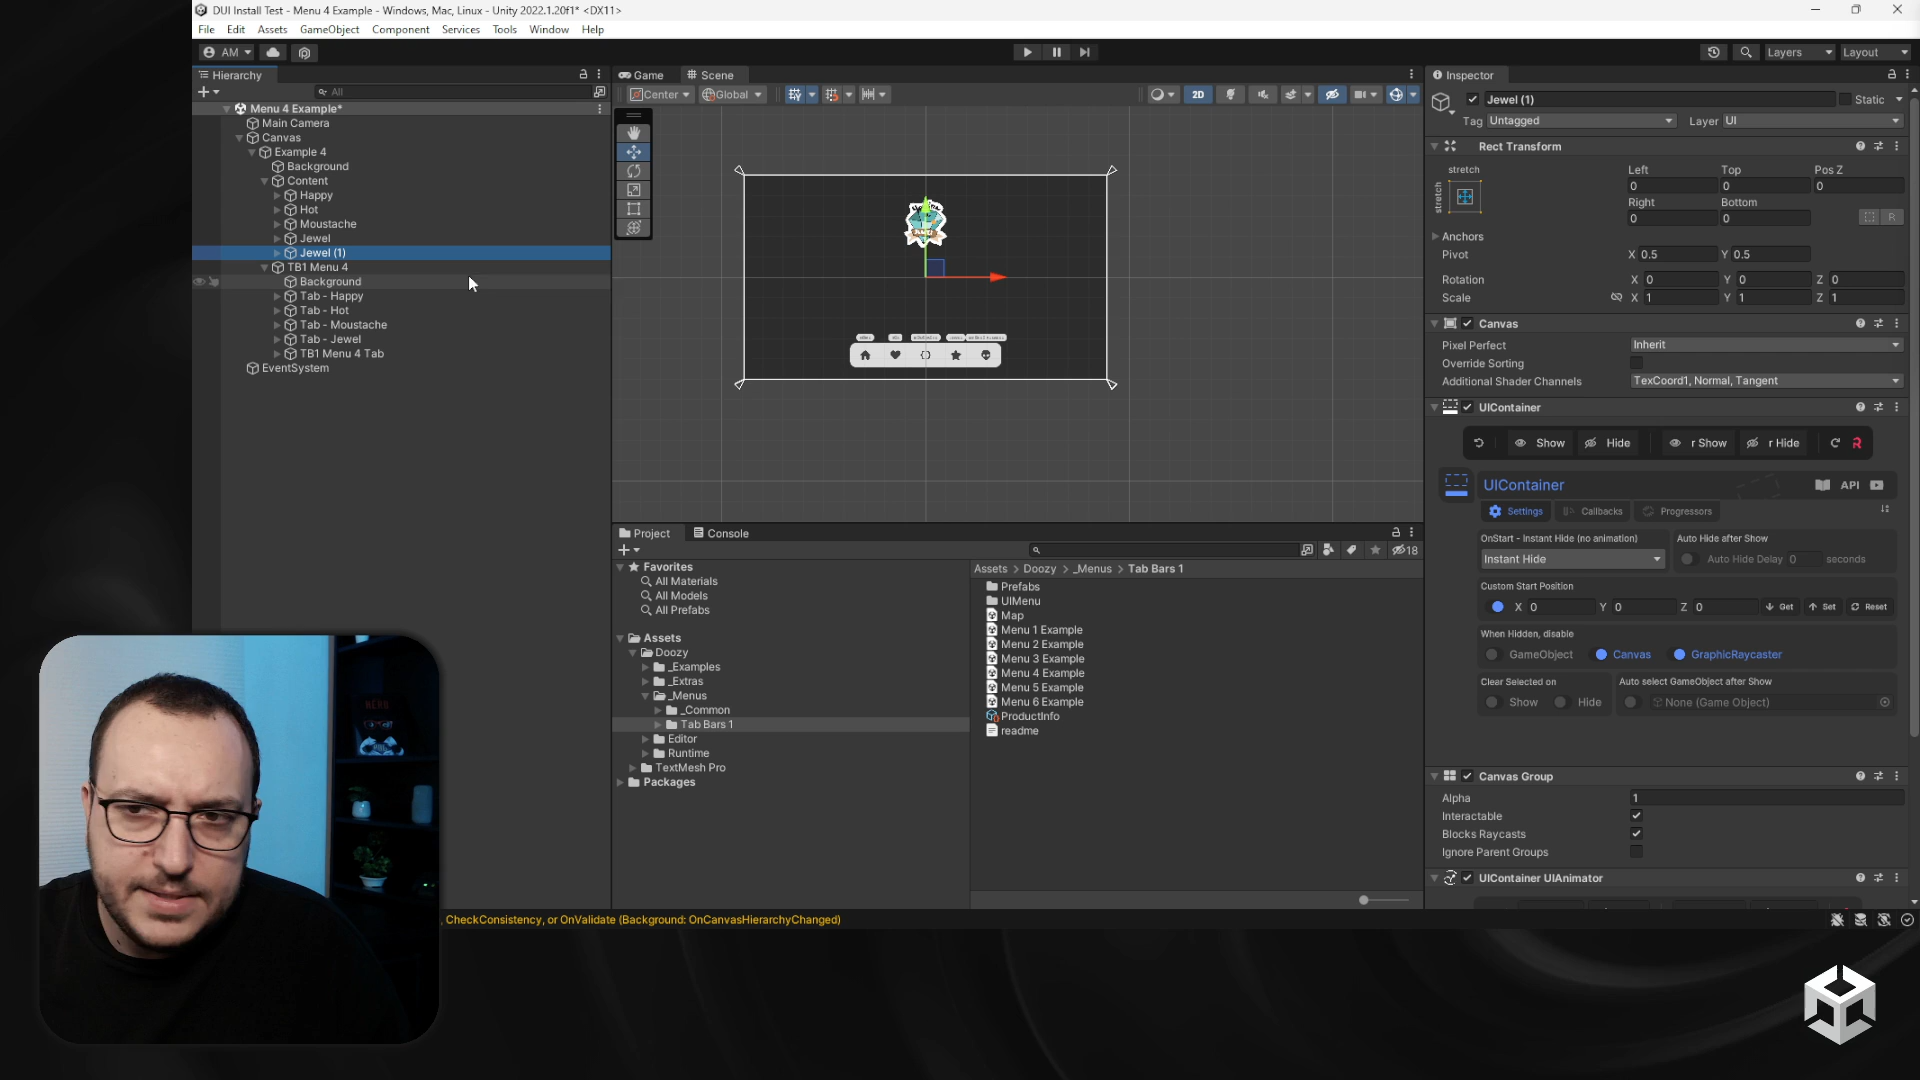 DUI Install Test - Menu 4 Example - Windows, Mac, Linux - Unity 2022.1.20f1* <DX11>
File Edit Assets GameObject Component Services Tools Window Help
AM Layers Layout
Hierarchy
All
Menu 4 Example*
Main Camera
Canvas
Example 4
Background
Content
Happy
Hot
Moustache
Jewel
Jewel (1)
TB1 Menu 4
Background
Tab - Happy
Tab - Hot
Tab - Moustache
Tab - Jewel
TB1 Menu 4 Tab
EventSystem
Game Scene
Center Global 2D
Project Console
18
Favorites
All Materials
All Models
All Prefabs
Assets
Doozy
_Examples
_Extras
_Menus
_Common
Tab Bars 1
Editor
Runtime
TextMesh Pro
Packages
Assets > Doozy > _Menus > Tab Bars 1
Prefabs
UIMenu
Map
Menu 1 Example
Menu 2 Example
Menu 3 Example
Menu 4 Example
Menu 5 Example
Menu 6 Example
ProductInfo
readme
Inspector
Jewel (1) Static
Tag Untagged Layer UI
Rect Transform
stretch Left Top Pos Z
stretch 0 0 0
Right Bottom
0 0 R
Anchors
Pivot X 0.5 Y 0.5
Rotation X 0 Y 0 Z 0
Scale X 1 Y 1 Z 1
Canvas
Pixel Perfect Inherit
Override Sorting
Additional Shader Channels TexCoord1, Normal, Tangent
UIContainer
Show Hide r Show r Hide
UIContainer API
Settings Callbacks Progressors
OnStart - Instant Hide (no animation) Auto Hide after Show
Instant Hide Auto Hide Delay 0 seconds
Custom Start Position
X 0 Y 0 Z 0 Get Set Reset
When Hidden, disable
GameObject Canvas GraphicRaycaster
Clear Selected on Auto select GameObject after Show
Show Hide None (Game Object)
Canvas Group
Alpha 1
Interactable
Blocks Raycasts
Ignore Parent Groups
UIContainer UIAnimator
, CheckConsistency, or OnValidate (Background: OnCanvasHierarchyChanged)